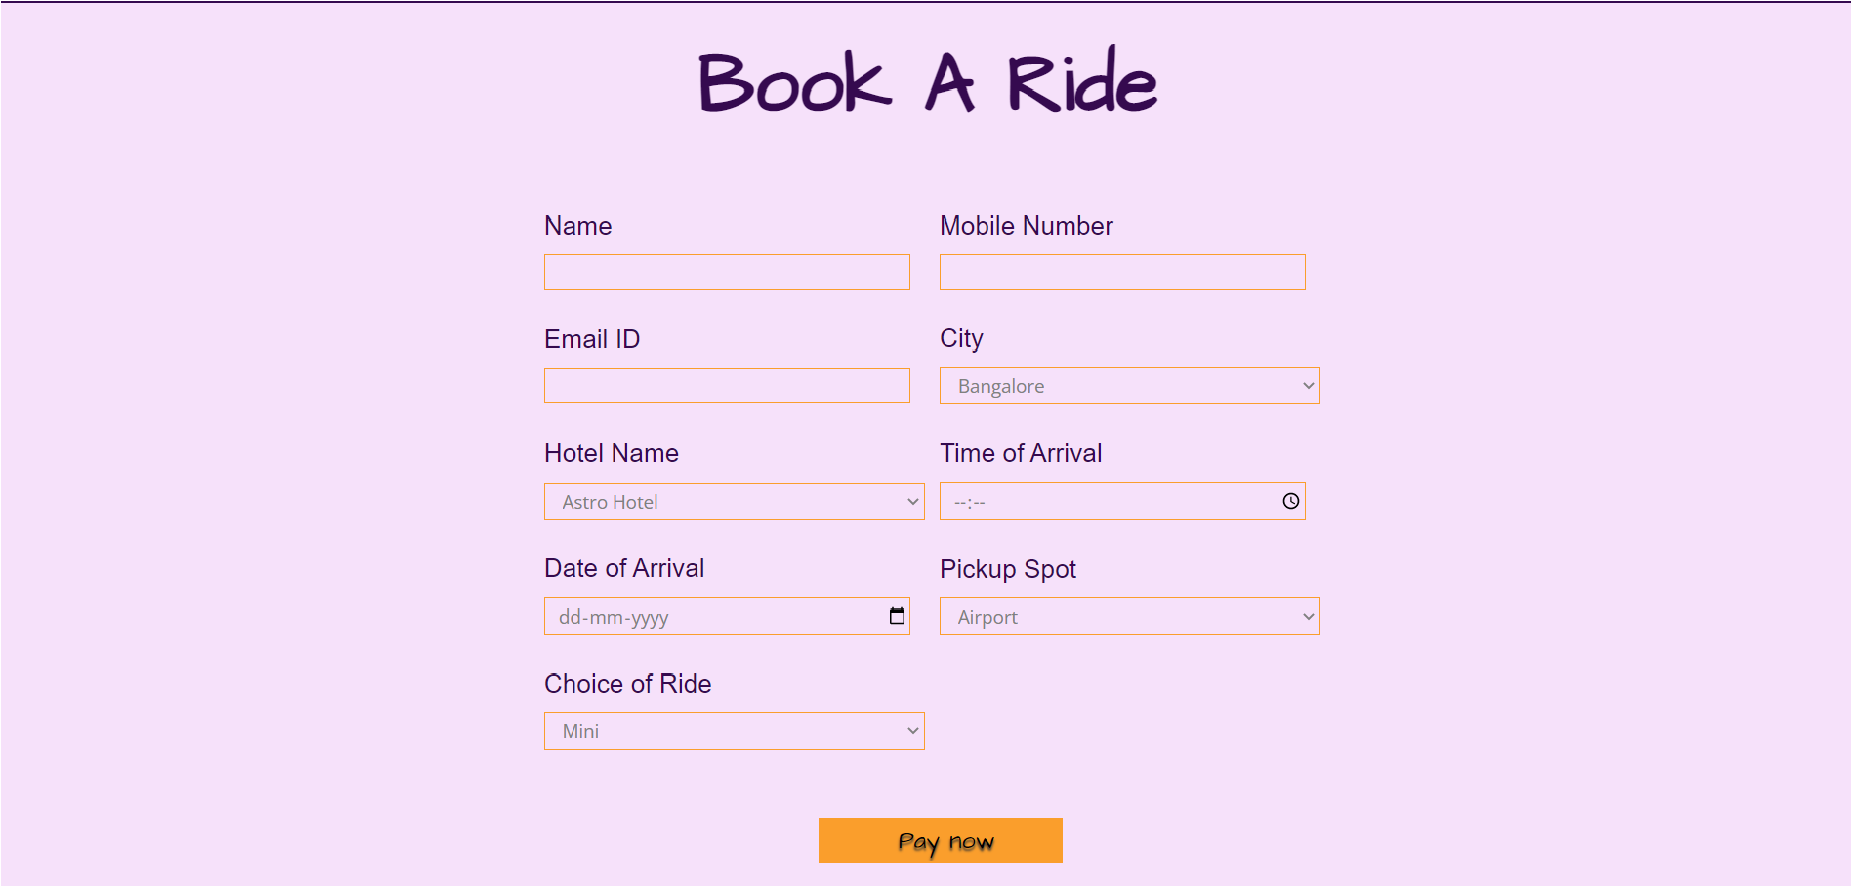 Book A Ride
Name
Mobile Number
Email ID
City
Bangalore
Hotel Name
Time of Arrival
Astro Hotel
--:--
Date of Arrival
Pickup Spot
dd-mm-yyyy
Airport
Choice of Ride
Mini
Pay now